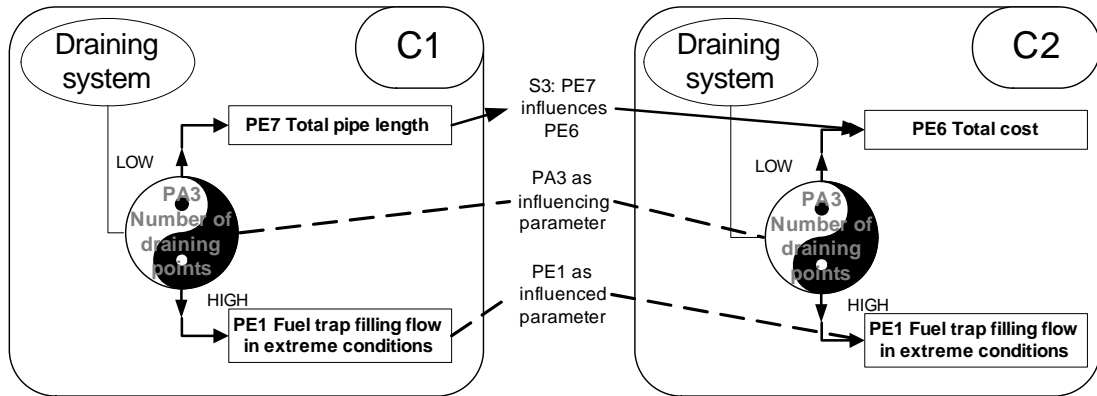 Draining
system
C1
PE7 Total pipe length
LOW
PA3
Number of
draining
points
HIGH
PE1 Fuel trap filling flow
in extreme conditions
S3: PE7
influences
PE6
PA3 as
influencing
parameter
PE1 as
influenced
parameter
Draining
system
C2
PE6 Total cost
LOW
PA3
Number of
draining
points
HIGH
PE1 Fuel trap filling flow
in extreme conditions